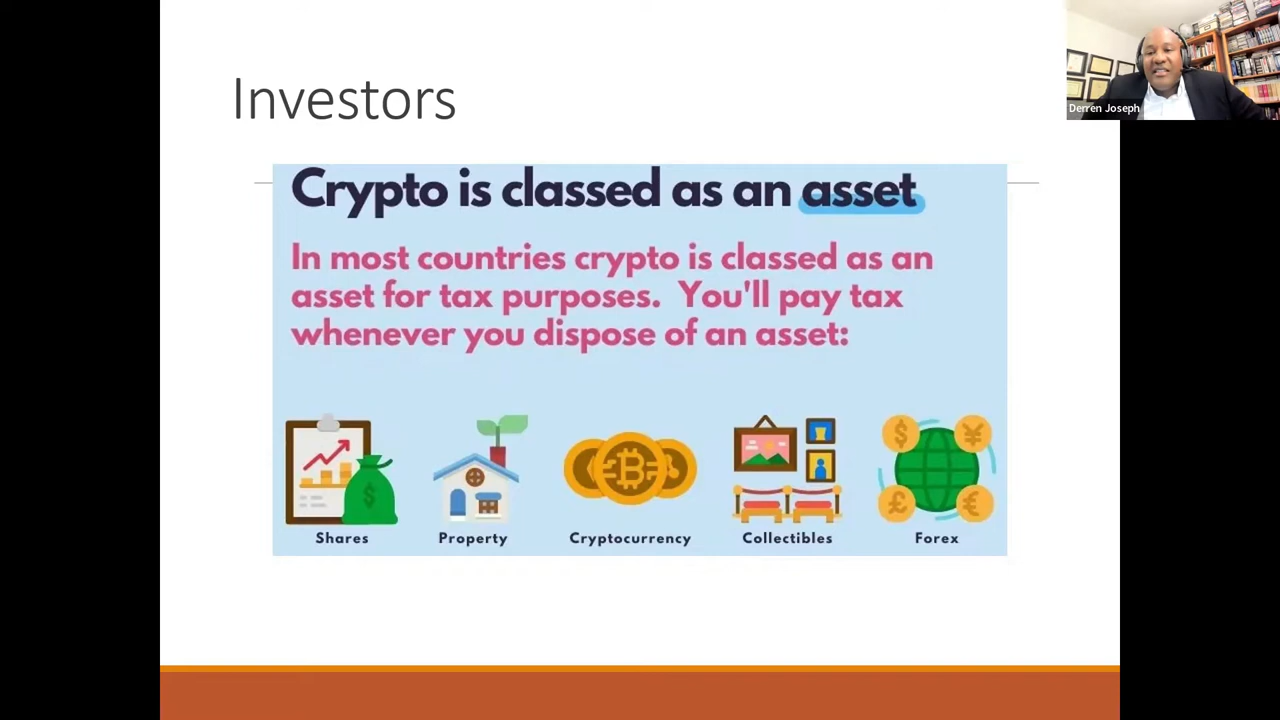 Investors
Derren Joseph
Crypto is classed as an asset
In most countries crypto is classed as an
asset for tax purposes.  You'll pay tax
whenever you dispose of an asset:
$
B
$ ¥
£ €
Shares Property Cryptocurrency Collectibles Forex